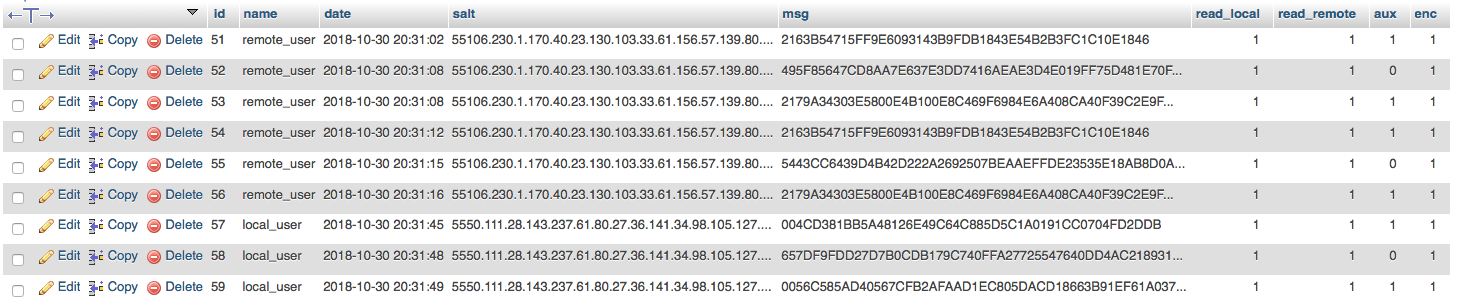 id name date salt msg read_local read_remote aux enc
Edit Copy Delete 51 remote_user 2018-10-30 20:31:02 55106.230.1.170.40.23.130.103.33.61.156.57.139.80.... 2163B54715FF9E6093143B9FDB1843E54B2B3FC1C10E1846 1 1 1 1
Edit Copy Delete 52 remote_user 2018-10-30 20:31:08 55106.230.1.170.40.23.130.103.33.61.156.57.139.80.... 495F85647CD8AA7E637E3DD7416AEAE3D4E019FF75D481E70F... 1 1 0 1
Edit Copy Delete 53 remote_user 2018-10-30 20:31:08 55106.230.1.170.40.23.130.103.33.61.156.57.139.80.... 2179A34303E5800E4B100E8C469F6984E6A408CA40F39C2E9F... 1 1 1 1
Edit Copy Delete 54 remote_user 2018-10-30 20:31:12 55106.230.1.170.40.23.130.103.33.61.156.57.139.80.... 2163B54715FF9E6093143B9FDB1843E54B2B3FC1C10E1846 1 1 1 1
Edit Copy Delete 55 remote_user 2018-10-30 20:31:15 55106.230.1.170.40.23.130.103.33.61.156.57.139.80.... 5443CC6439D4B42D222A2692507BEAAEFFDE23535E18AB8D0A... 1 1 0 1
Edit Copy Delete 56 remote_user 2018-10-30 20:31:16 55106.230.1.170.40.23.130.103.33.61.156.57.139.80.... 2179A34303E5800E4B100E8C469F6984E6A408CA40F39C2E9F... 1 1 1 1
Edit Copy Delete 57 local_user 2018-10-30 20:31:45 5550.111.28.143.237.61.80.27.36.141.34.98.105.127.... 004CD381BB5A48126E49C64C885D5C1A0191CC0704FD2DDB 1 1 1 1
Edit Copy Delete 58 local_user 2018-10-30 20:31:48 5550.111.28.143.237.61.80.27.36.141.34.98.105.127.... 657DF9FDD27D7B0CDB179C740FFA27725547640DD4AC218931... 1 1 0 1
Edit Copy Delete 59 local_user 2018-10-30 20:31:49 5550.111.28.143.237.61.80.27.36.141.34.98.105.127.... 0056C585AD40567CFB2AFAAD1EC805DACD18663B91EF61A037... 1 1 1 1